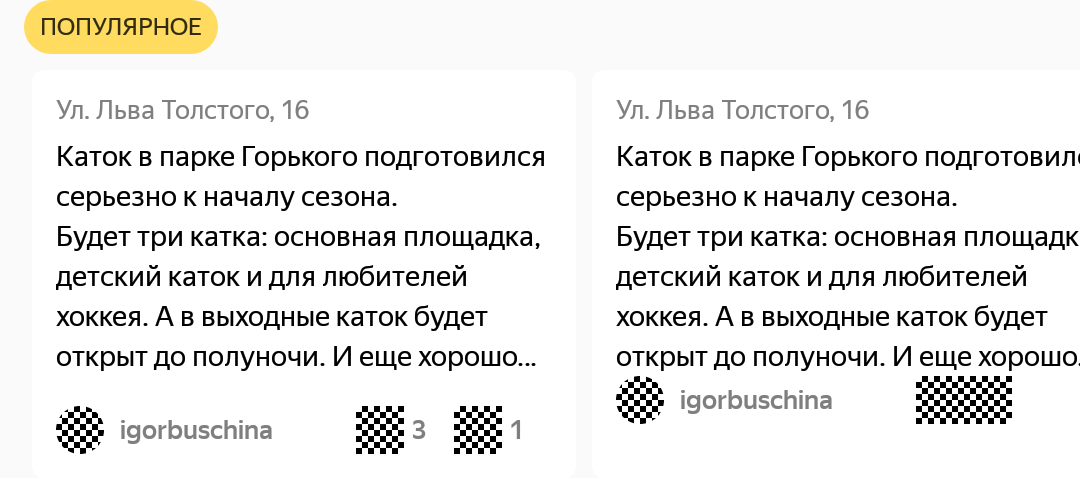 ПОПУЛЯРНОЕ
Ул. Льва Толстого, 16
Каток в парке Горького подготовился
серьезно к началу сезона.
Будет три катка: основная площадка,
детский каток и для любителей
хоккея. А в выходные каток будет
открыт до полуночи. И еще хорошо...
igorbuschina 3 1
Ул. Льва Толстого, 16
Каток в парке Горького подготовил
серьезно к началу сезона.
Будет три катка: основная площадк
детский каток и для любителей
хоккея. А в выходные каток будет
открыт до полуночи. И еще хорошо.
igorbuschina